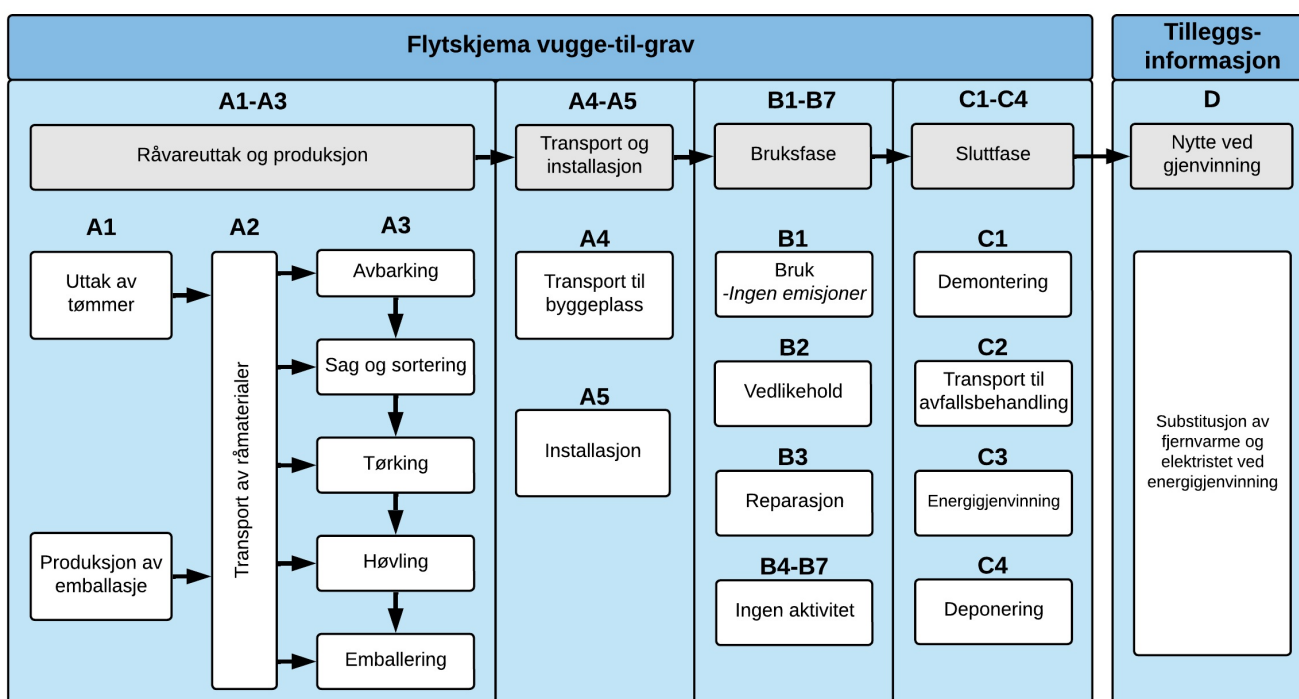 Flytskjema vugge-til-grav
Tilleggs-
informasjon
A1-A3
Råvareuttak og produksjon
A1
Uttak av
tømmer
Produksjon av
emballasje
A2
Transport av råmaterialer
A3
Avbarking
Sag og sortering
Tørking
Høvling
Emballering
A4-A5
Transport og
installasjon
A4
Transport til
byggeplass
A5
Installasjon
B1-B7
Bruksfase
B1
Bruk
-Ingen emisjoner
B2
Vedlikehold
B3
Reparasjon
B4-B7
Ingen aktivitet
C1-C4
Sluttfase
C1
Demontering
C2
Transport til
avfallsbehandling
C3
Energigjenvinning
C4
Deponering
D
Nytte ved
gjenvinning
Substitusjon av
fjernvarme og
elektristet ved
energigjenvinning